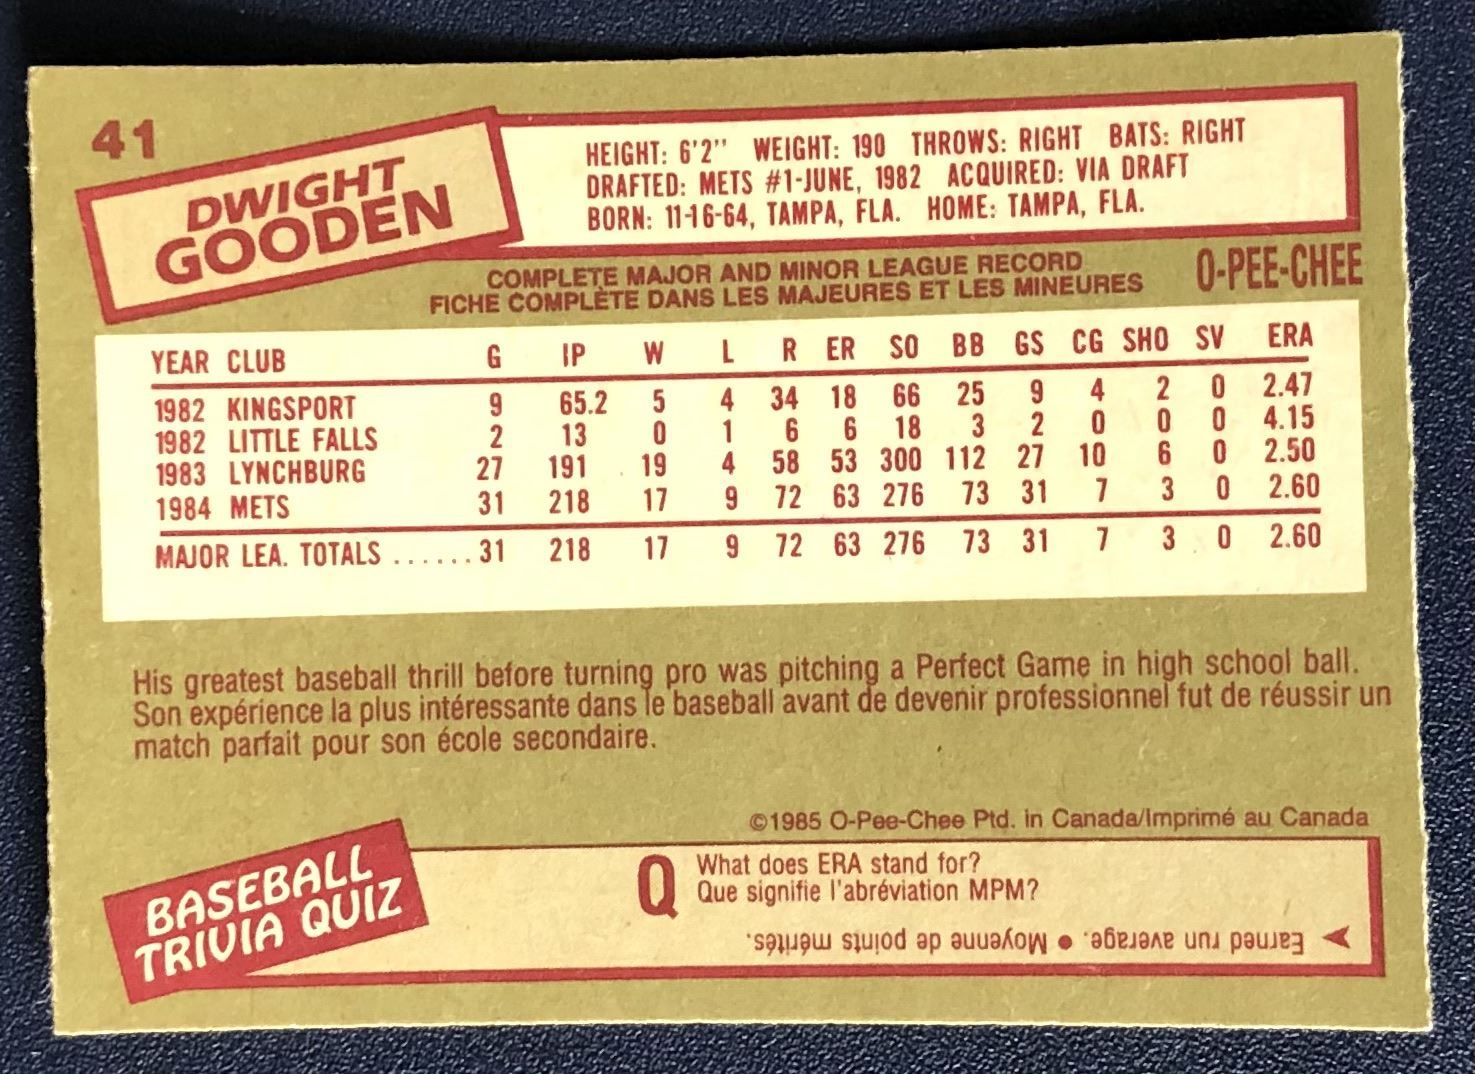 41
DWIGHT
GOODEN
HEIGHT: 6'2" WEIGHT: 190 THROWS: RIGHT BATS: RIGHT
DRAFTED: METS #1-JUNE, 1982 ACQUIRED: VIA DRAFT
BORN: 11-16-64, TAMPA, FLA. HOME: TAMPA, FLA.
COMPLETE MAJOR AND MINOR LEAGUE RECORD
FICHE COMPLÈTE DANS LES MAJEURES ET LES MINEURES
O-PEE-CHEE
YEAR CLUB G IP W L R ER SO BB GS CG SHO SV ERA
1982 KINGSPORT 9 65.2 5 4 34 18 66 25 9 4 2 0 2.47
1982 LITTLE FALLS 2 13 0 1 6 6 18 3 2 0 0 0 4.15
1983 LYNCHBURG 27 191 19 4 58 53 300 112 27 10 6 0 2.50
1984 METS 31 218 17 9 72 63 276 73 31 7 3 0 2.60
MAJOR LEA. TOTALS ......31 218 17 9 72 63 276 73 31 7 3 0 2.60
His greatest baseball thrill before turning pro was pitching a Perfect Game in high school ball.
Son expérience la plus intéressante dans le baseball avant de devenir professionnel fut de réussir un
match parfait pour son école secondaire.
©1985 O-Pee-Chee Ptd. in Canada/Imprimé au Canada
BASEBALL
TRIVIA QUIZ
Q What does ERA stand for?
Que signifie l'abréviation MPM?
Earned run average. • Moyenne de points mérités.